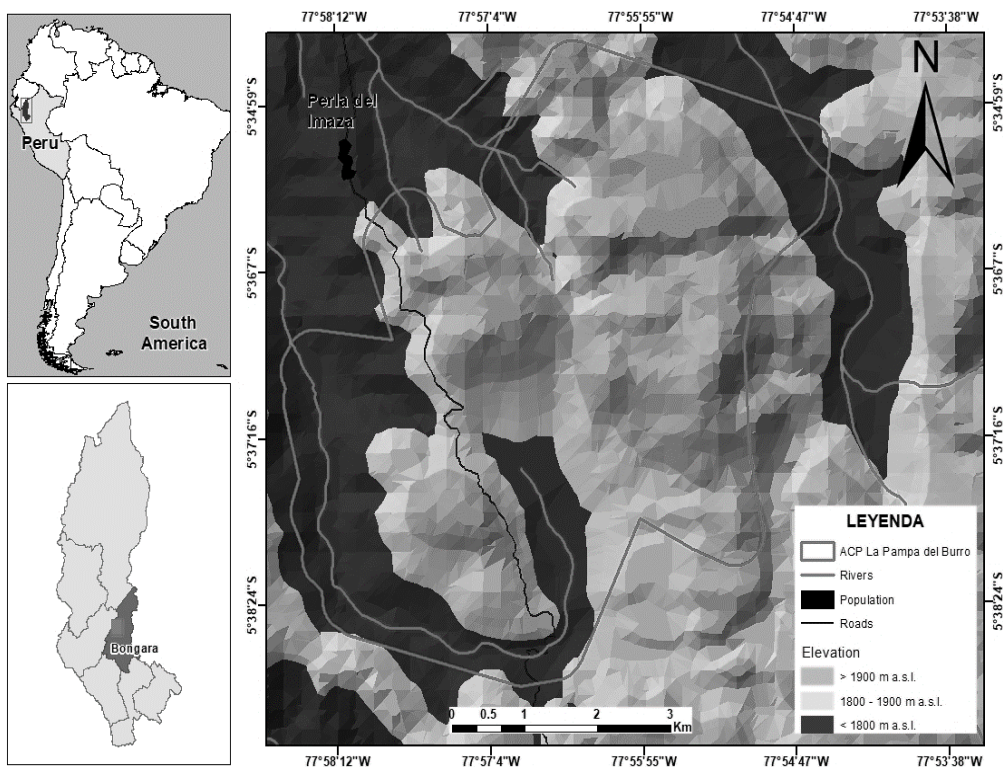 Peru
South
America
Bongara
77°58'12"W 77°57'4"W 77°55'55"W 77°54'47"W 77°53'38"W
5°34'59"S 5°34'59"S
5°36'7"S 5°36'7"S
5°37'16"S 5°37'16"S
5°38'24"S 5°38'24"S
N
Perla del
Imaza
LEYENDA
ACP La Pampa del Burro
Rivers
Population
Roads
Elevation
> 1900 m a.s.l.
1800 - 1900 m a.s.l.
< 1800 m a.s.l.
0 0.5 1 2 3
Km
77°58'12"W 77°57'4"W 77°55'55"W 77°54'47"W 77°53'38"W